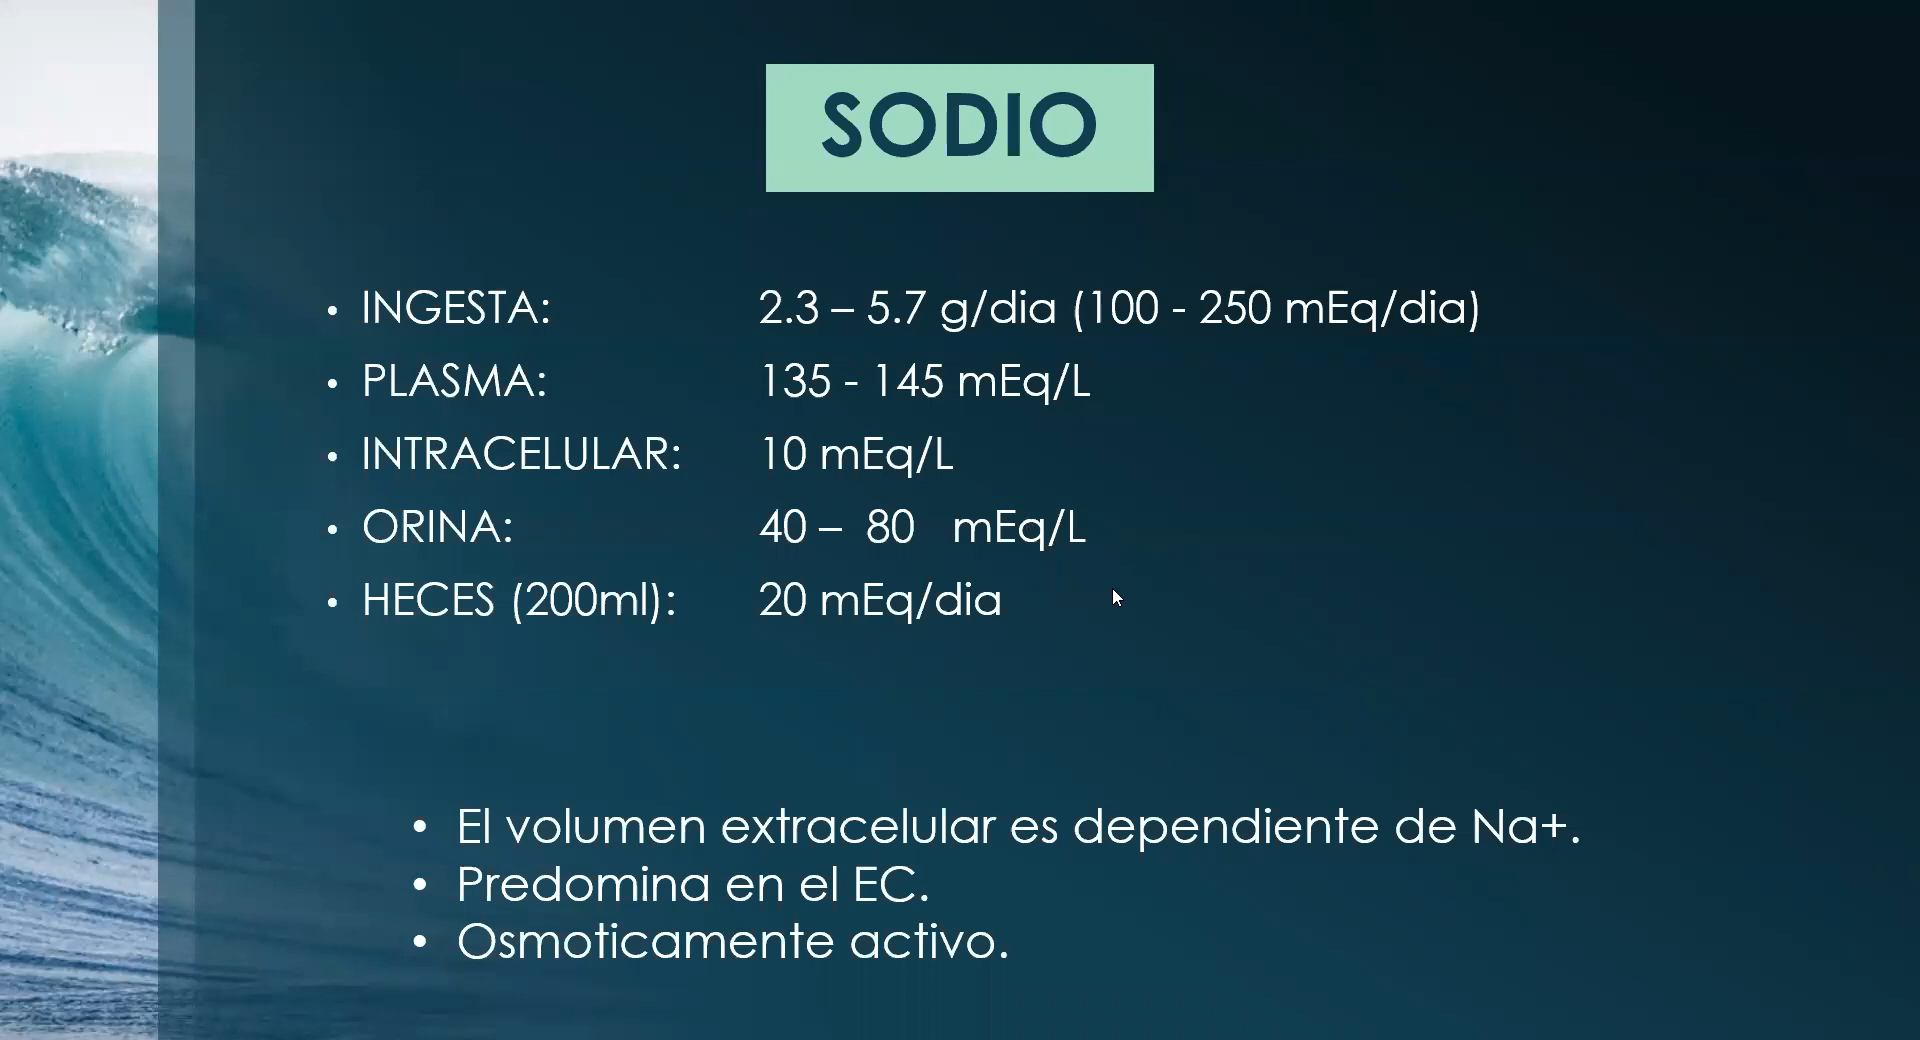 SODIO
• INGESTA: 2.3 – 5.7 g/dia (100 - 250 mEq/dia)
• PLASMA: 135 - 145 mEq/L
• INTRACELULAR: 10 mEq/L
• ORINA: 40 – 80 mEq/L
• HECES (200ml): 20 mEq/dia
• El volumen extracelular es dependiente de Na+.
• Predomina en el EC.
• Osmoticamente activo.